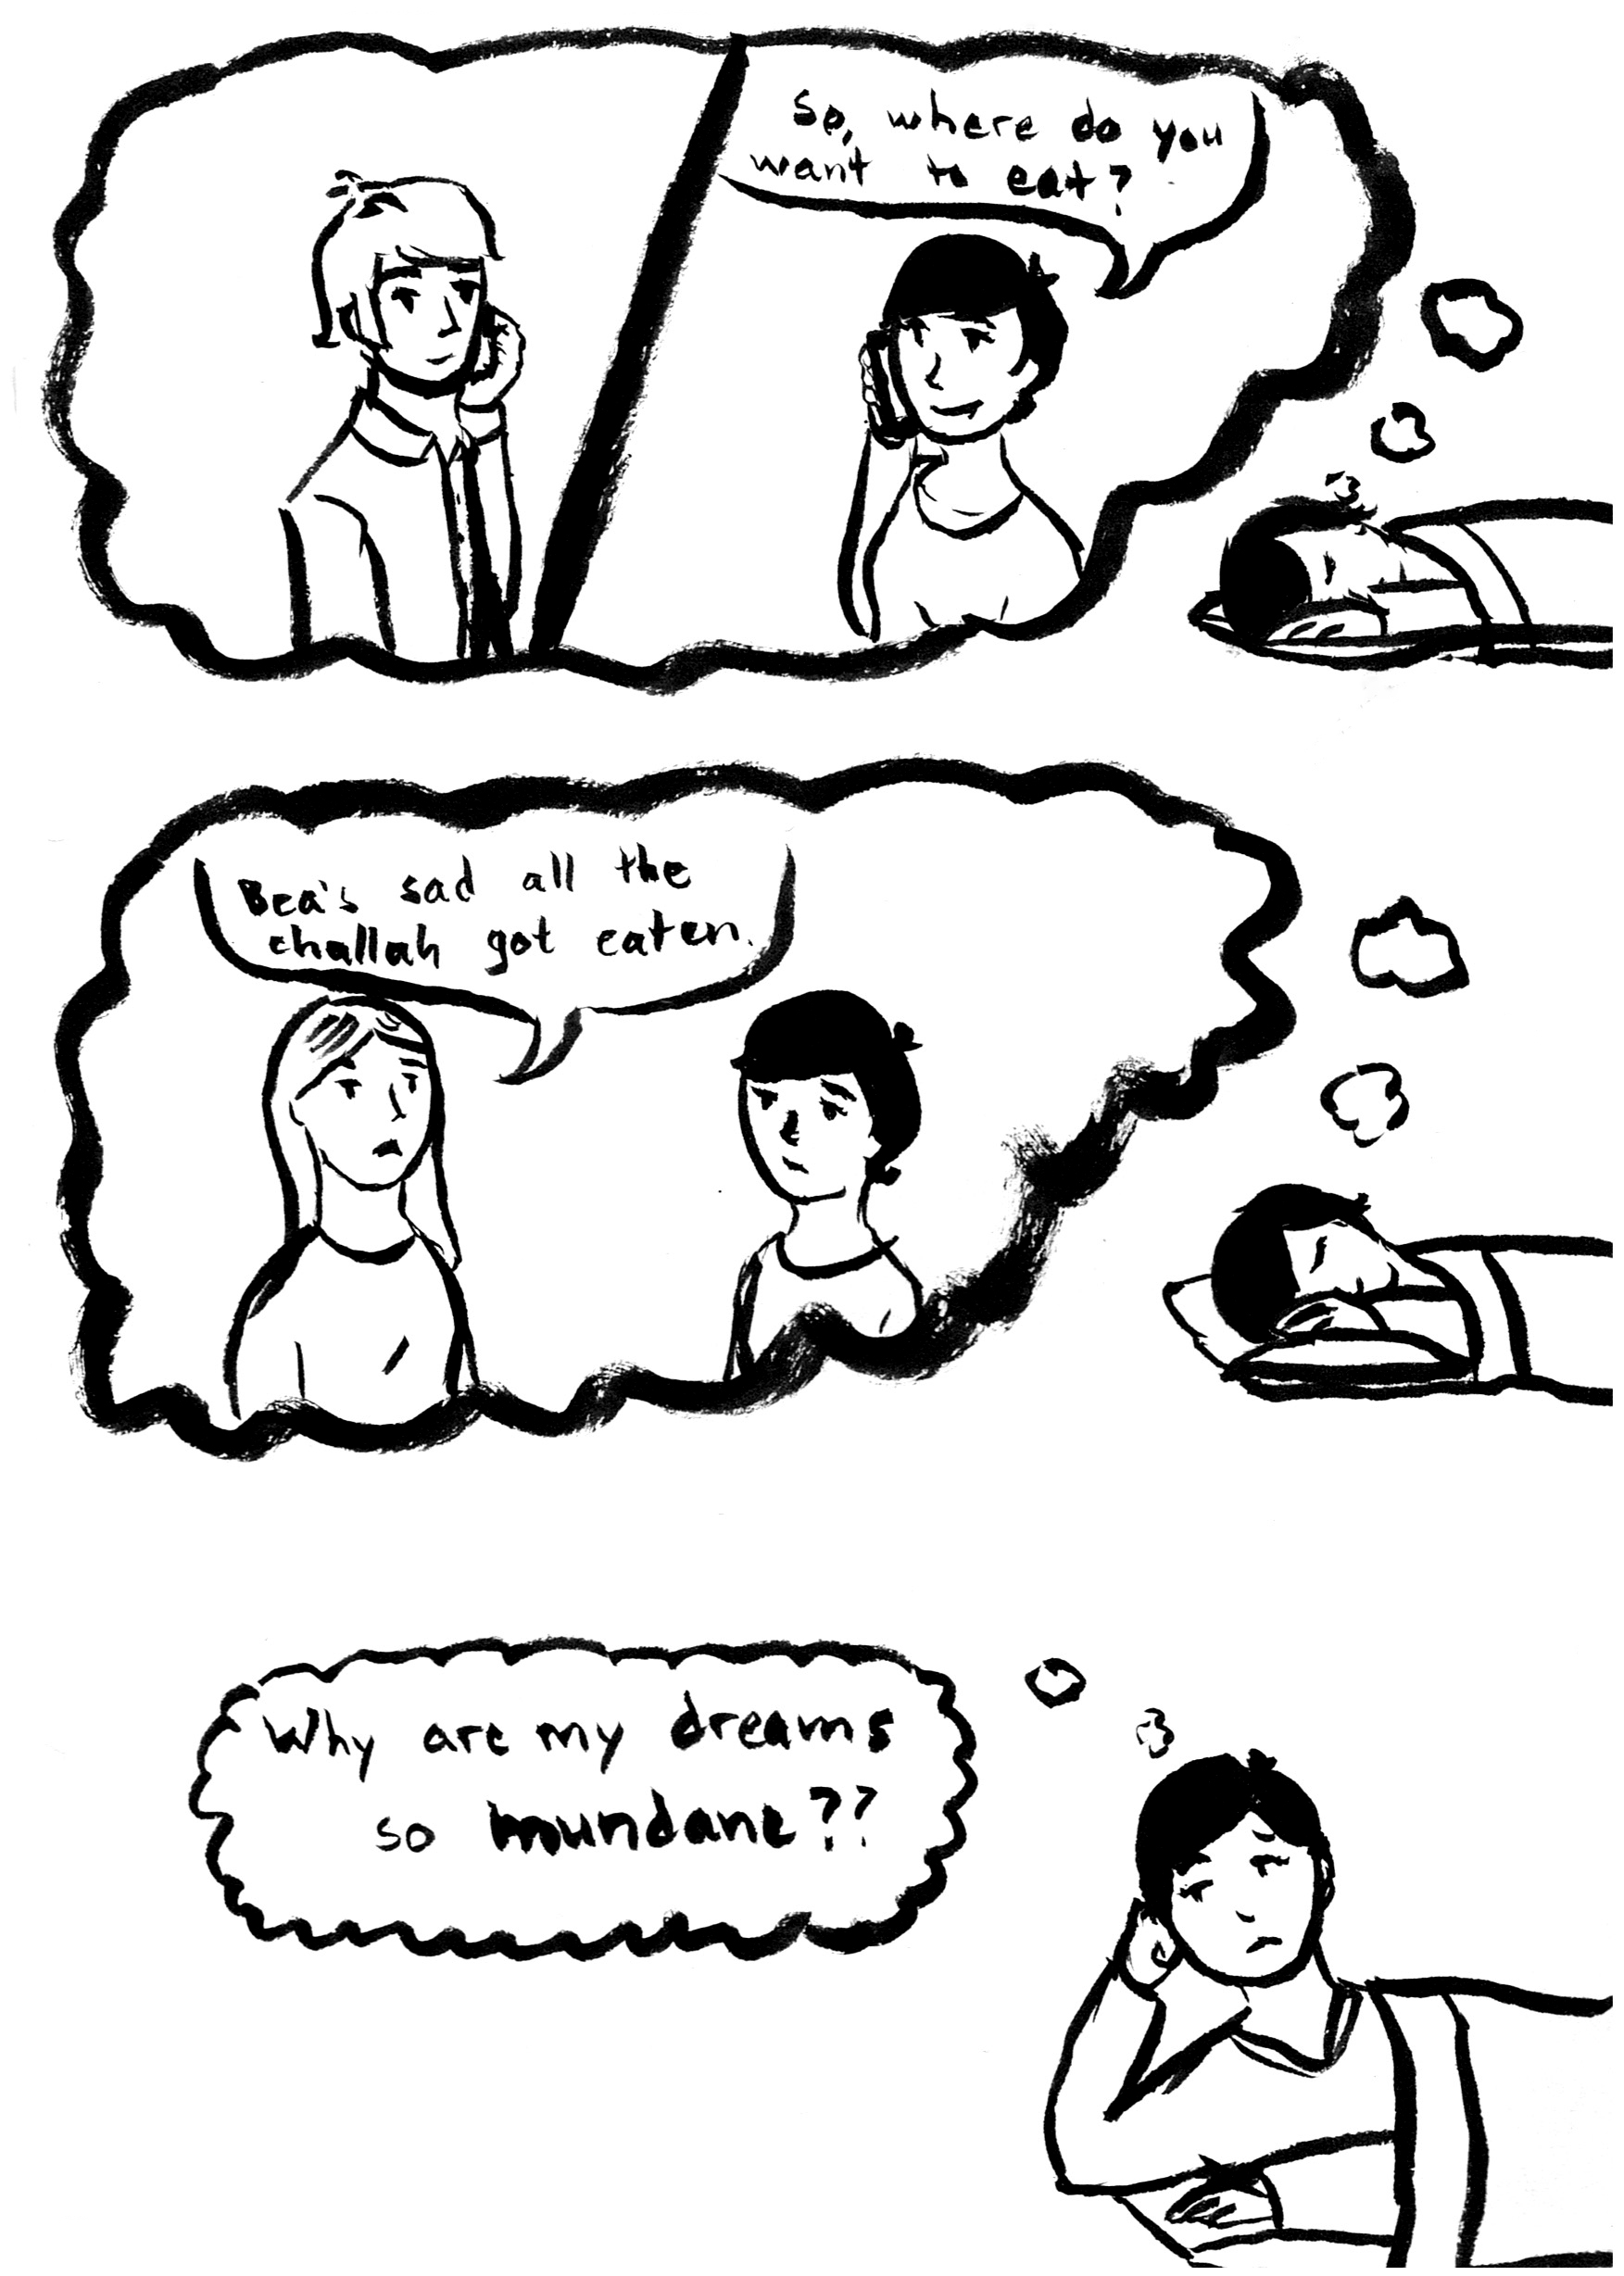 So, where do you
want to eat?
Bea's sad all the
challah got eaten.
Why are my dreams
so mundane??